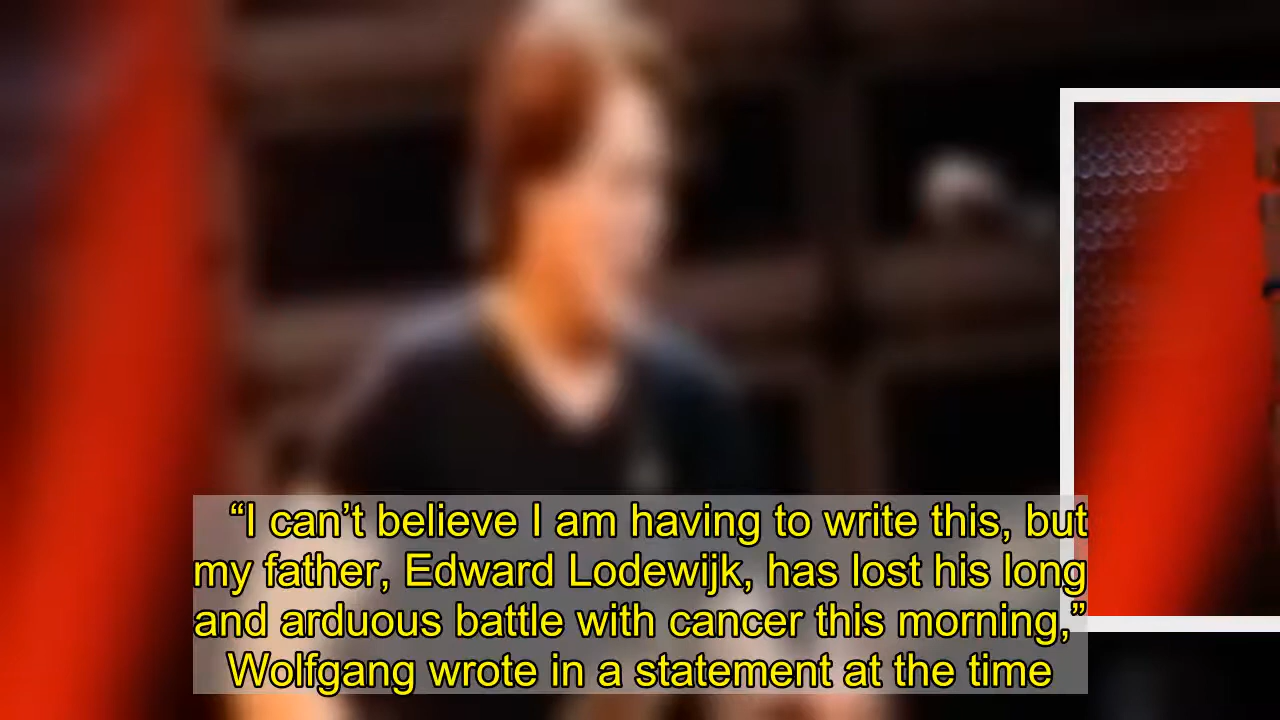 “I can’t believe I am having to write this, but
my father, Edward Lodewijk, has lost his long
and arduous battle with cancer this morning,”
Wolfgang wrote in a statement at the time